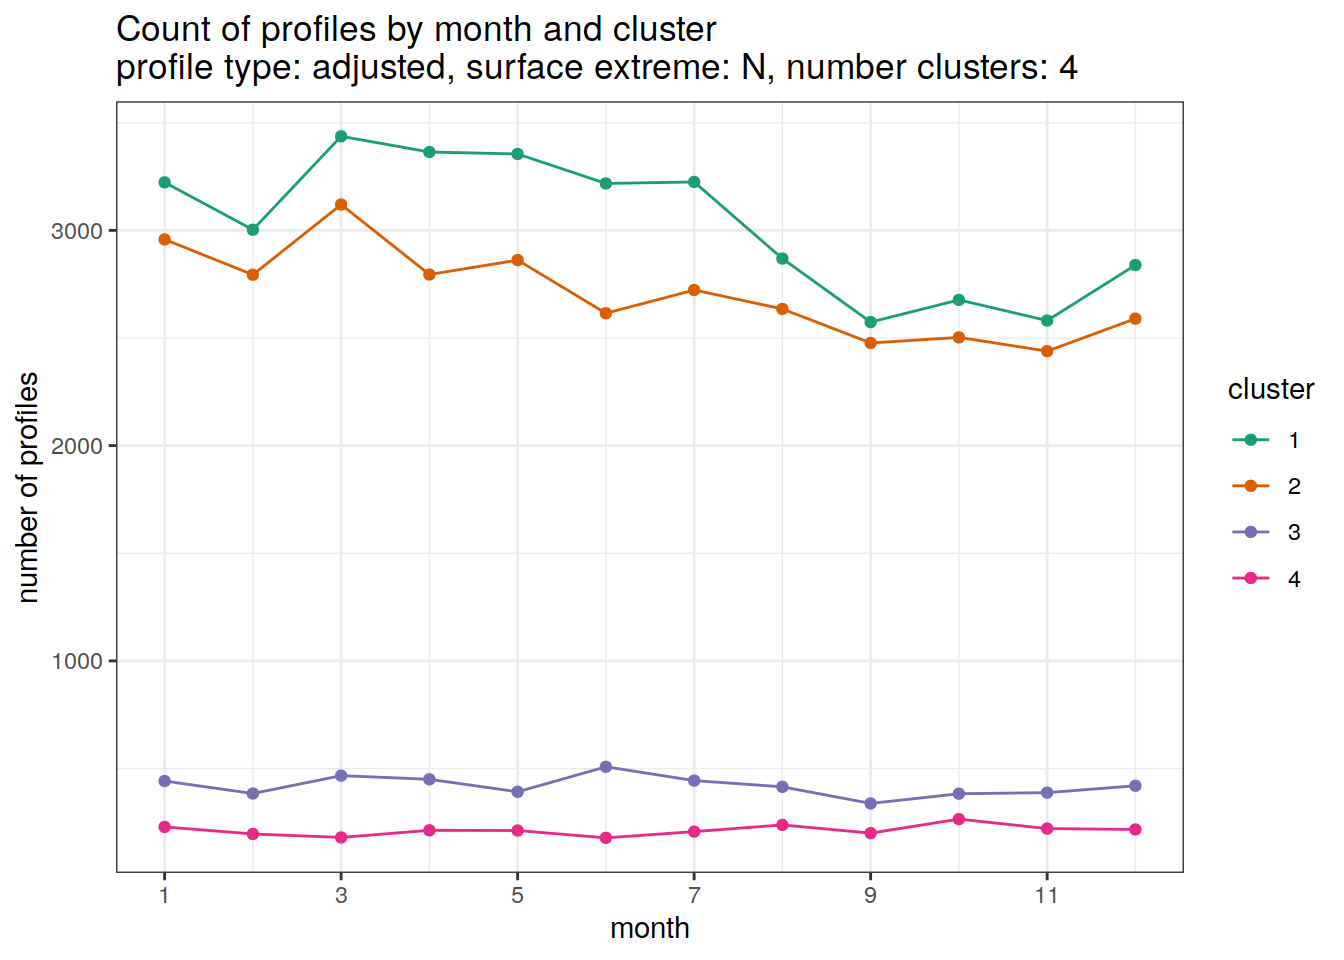 Count of profiles by month and cluster
profile type: adjusted, surface extreme: N, number clusters: 4
3000
2000
1000
number of profiles
1 3 5 7 9 11
month
cluster
1
2
3
4